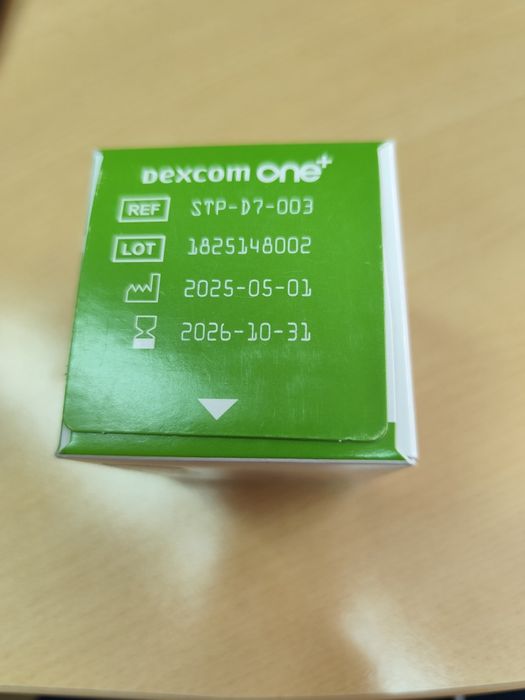 Dexcom ONE+
REF STP-D7-003
LOT 1825148002
2025-05-01
2026-10-31